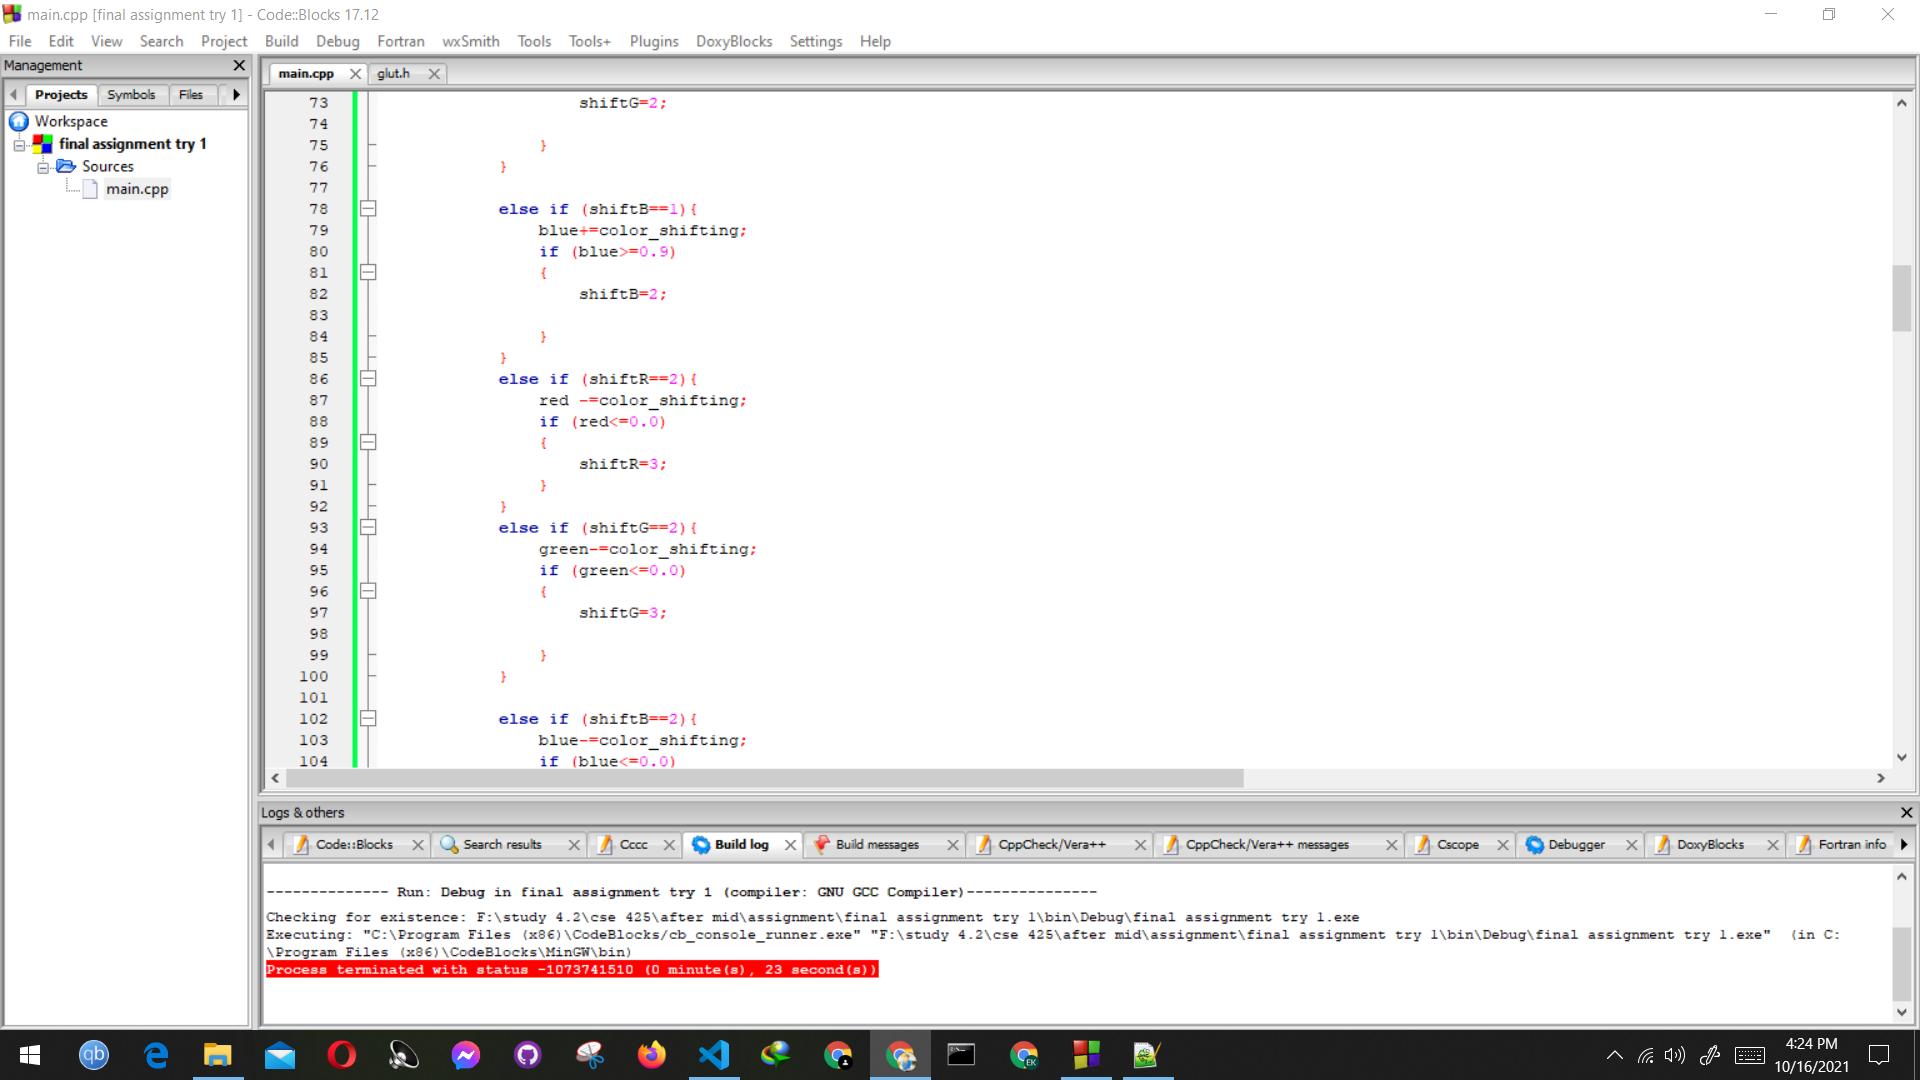 main.cpp [final assignment try 1] - Code::Blocks 17.12
File Edit View Search Project Build Debug Fortran wxSmith Tools Tools+ Plugins DoxyBlocks Settings Help
Management
Projects Symbols Files
Workspace
final assignment try 1
Sources
main.cpp
main.cpp glut.h
73 shiftG=2;
74
75 }
76 }
77
78 else if (shiftB==1){
79 blue+=color_shifting;
80 if (blue>=0.9)
81 {
82 shiftB=2;
83
84 }
85 }
86 else if (shiftR==2){
87 red -=color_shifting;
88 if (red<=0.0)
89 {
90 shiftR=3;
91 }
92 }
93 else if (shiftG==2){
94 green-=color_shifting;
95 if (green<=0.0)
96 {
97 shiftG=3;
98
99 }
100 }
101
102 else if (shiftB==2){
103 blue-=color_shifting;
104 if (blue<=0.0)
Logs & others
Code::Blocks Search results Cccc Build log Build messages CppCheck/Vera++ CppCheck/Vera++ messages Cscope Debugger DoxyBlocks Fortran info
-------------- Run: Debug in final assignment try 1 (compiler: GNU GCC Compiler)---------------
Checking for existence: F:\study 4.2\cse 425\after mid\assignment\final assignment try 1\bin\Debug\final assignment try 1.exe
Executing: "C:\Program Files (x86)\CodeBlocks/cb_console_runner.exe" "F:\study 4.2\cse 425\after mid\assignment\final assignment try 1\bin\Debug\final assignment try 1.exe" (in C:
\Program Files (x86)\CodeBlocks\MinGW\bin)
Process terminated with status -1073741510 (0 minute(s), 23 second(s))
qb
EK
4:24 PM
10/16/2021